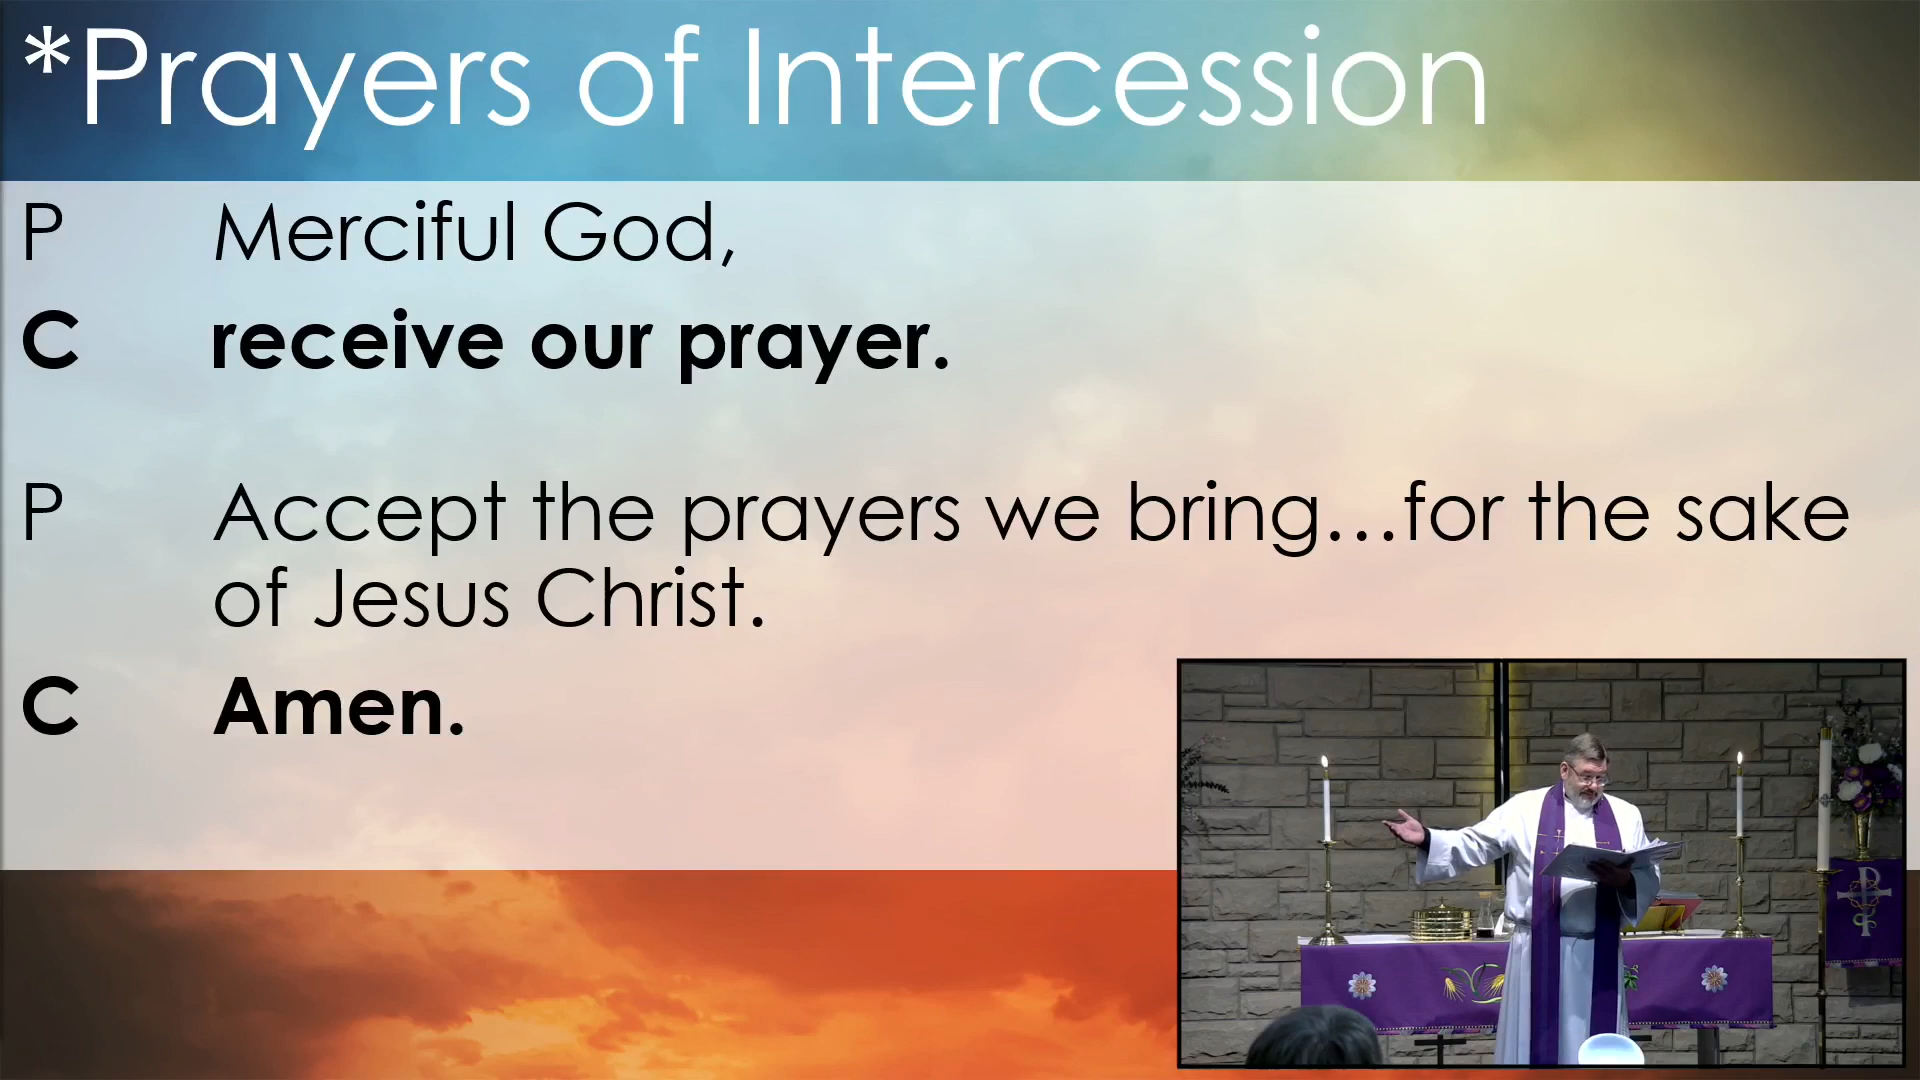 *Prayers of Intercession
P Merciful God,
C receive our prayer.
P Accept the prayers we bring...for the sake
of Jesus Christ.
C Amen.